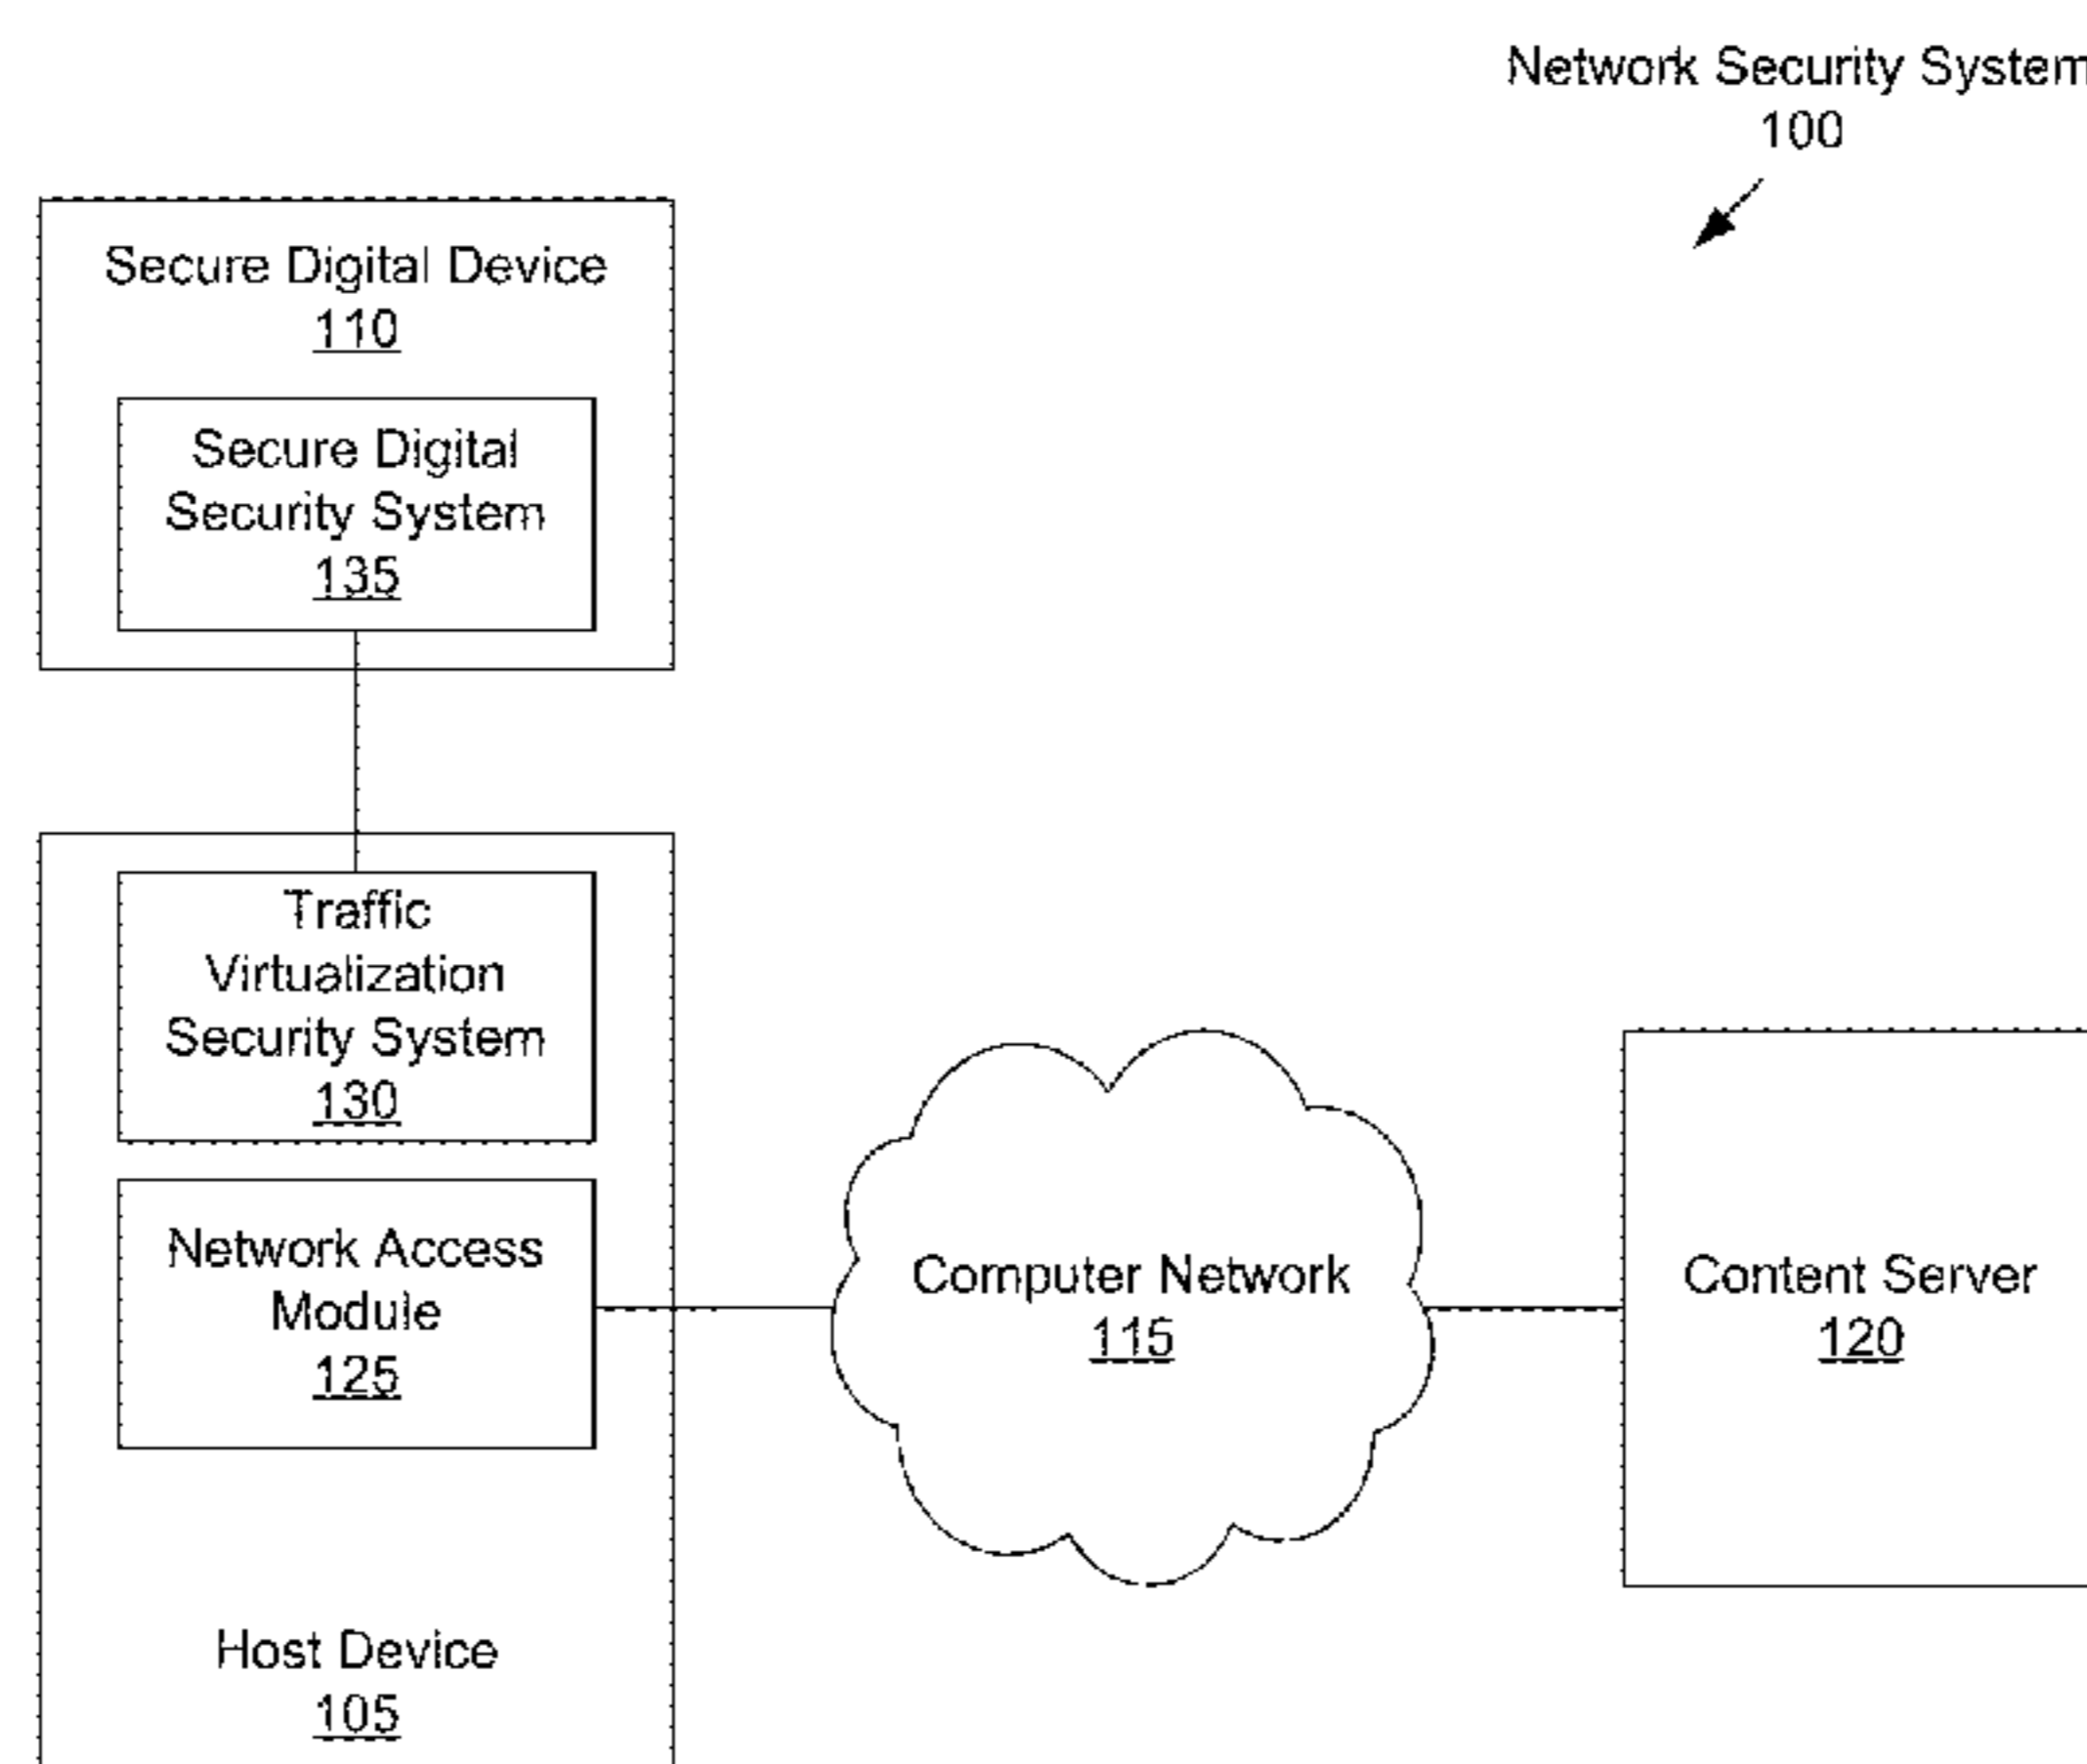 Network Security System
100
Secure Digital Device
110
Secure Digital
Security System
135
Traffic
Virtualization
Security System
130
Network Access
Module
125
Host Device
105
Computer Network
115
Content Server
120